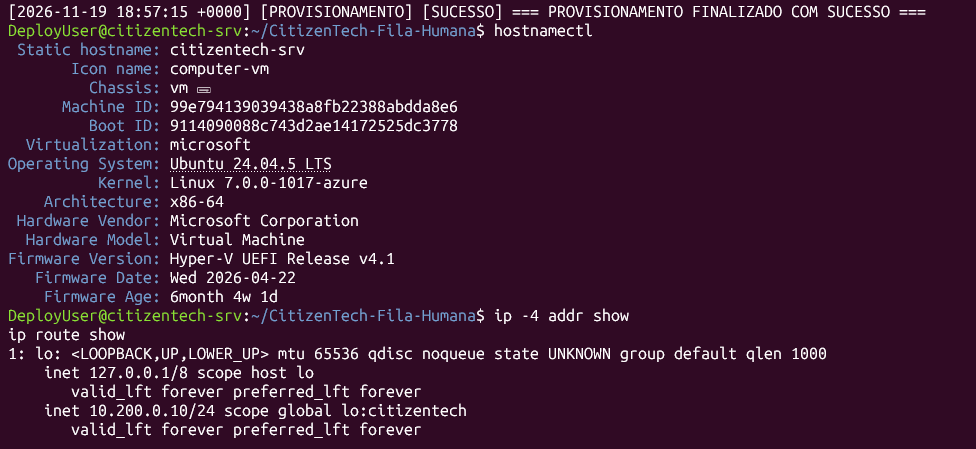 [2026-11-19 18:57:15 +0000] [PROVISIONAMENTO] [SUCESSO] === PROVISIONAMENTO FINALIZADO COM SUCESSO ===
DeployUser@citizentech-srv:~/CitizenTech-Fila-Humana$ hostnamectl
Static hostname: citizentech-srv
Icon name: computer-vm
Chassis: vm
Machine ID: 99e794139039438a8fb22388abdda8e6
Boot ID: 9114090088c743d2ae14172525dc3778
Virtualization: microsoft
Operating System: Ubuntu 24.04.5 LTS
Kernel: Linux 7.0.0-1017-azure
Architecture: x86-64
Hardware Vendor: Microsoft Corporation
Hardware Model: Virtual Machine
Firmware Version: Hyper-V UEFI Release v4.1
Firmware Date: Wed 2026-04-22
Firmware Age: 6month 4w 1d
DeployUser@citizentech-srv:~/CitizenTech-Fila-Humana$ ip -4 addr show
ip route show
1: lo: <LOOPBACK,UP,LOWER_UP> mtu 65536 qdisc noqueue state UNKNOWN group default qlen 1000
inet 127.0.0.1/8 scope host lo
valid_lft forever preferred_lft forever
inet 10.200.0.10/24 scope global lo:citizentech
valid_lft forever preferred_lft forever